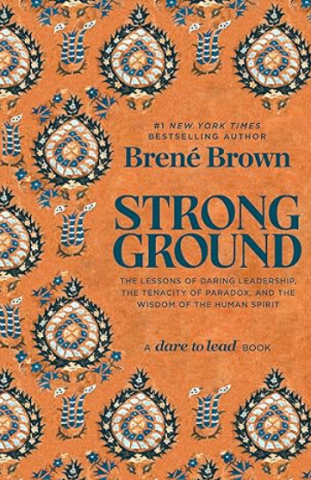 #1 NEW YORK TIMES
BESTSELLING AUTHOR
Brené Brown
STRONG
GROUND
THE LESSONS OF DARING LEADERSHIP,
THE TENACITY OF PARADOX, AND THE
WISDOM OF THE HUMAN SPIRIT
A dare to lead BOOK